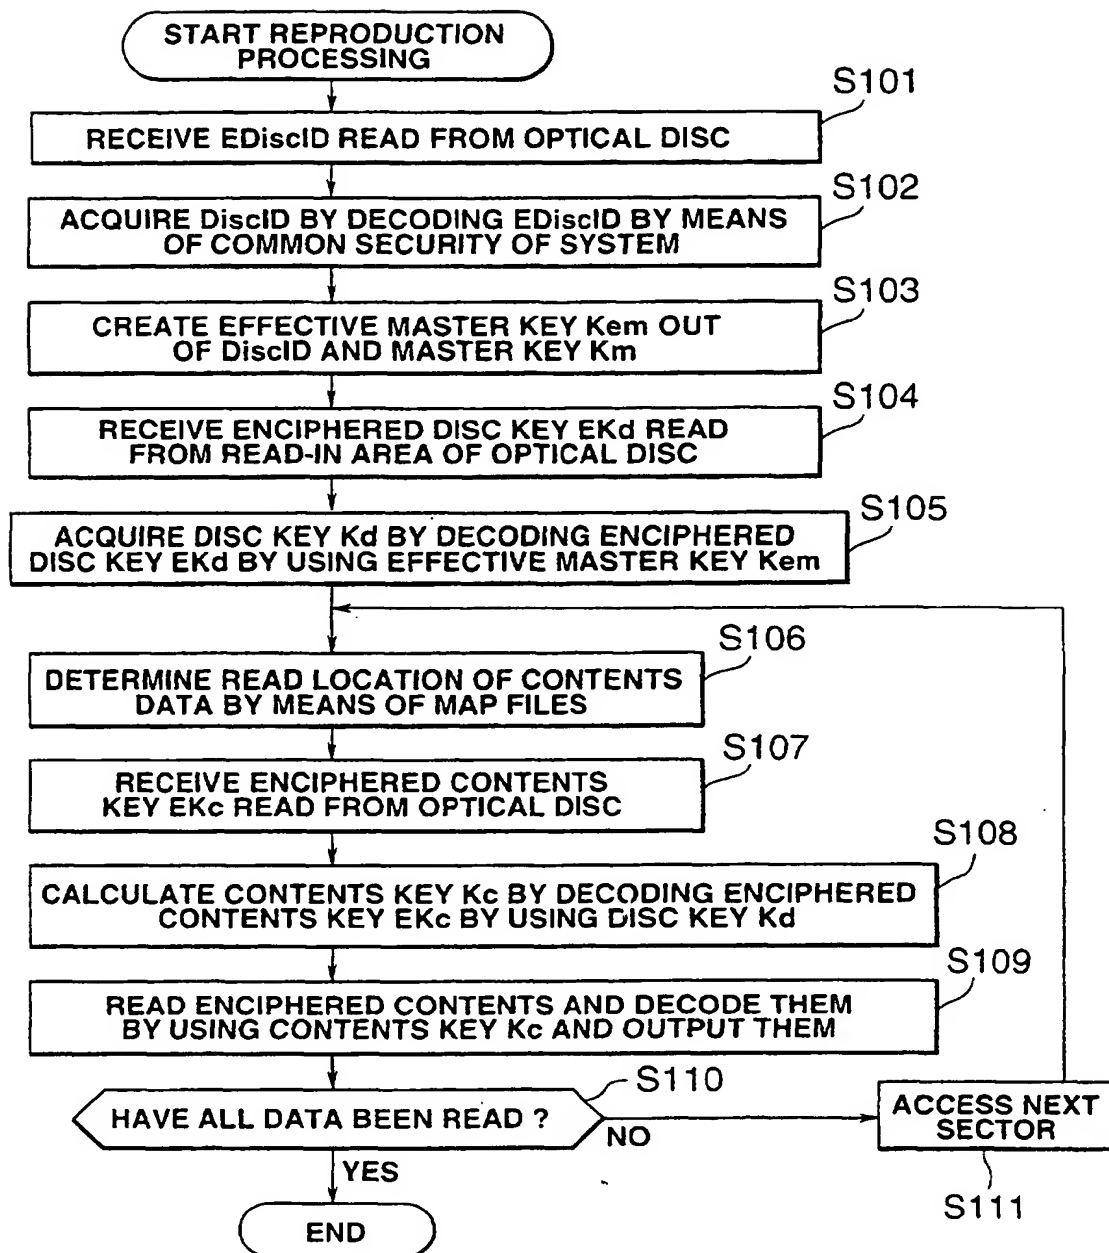 START REPRODUCTION
PROCESSING
S101
RECEIVE EDiscID READ FROM OPTICAL DISC
S102
ACQUIRE DiscID BY DECODING EDiscID BY MEANS
OF COMMON SECURITY OF SYSTEM
S103
CREATE EFFECTIVE MASTER KEY Kem OUT
OF DiscID AND MASTER KEY Km
S104
RECEIVE ENCIPHERED DISC KEY EKd READ
FROM READ-IN AREA OF OPTICAL DISC
S105
ACQUIRE DISC KEY Kd BY DECODING ENCIPHERED
DISC KEY EKd BY USING EFFECTIVE MASTER KEY Kem
S106
DETERMINE READ LOCATION OF CONTENTS
DATA BY MEANS OF MAP FILES
S107
RECEIVE ENCIPHERED CONTENTS
KEY EKc READ FROM OPTICAL DISC
S108
CALCULATE CONTENTS KEY Kc BY DECODING ENCIPHERED
CONTENTS KEY EKc BY USING DISC KEY Kd
S109
READ ENCIPHERED CONTENTS AND DECODE THEM
BY USING CONTENTS KEY Kc AND OUTPUT THEM
S110
HAVE ALL DATA BEEN READ ?
NO
ACCESS NEXT
SECTOR
S111
YES
END